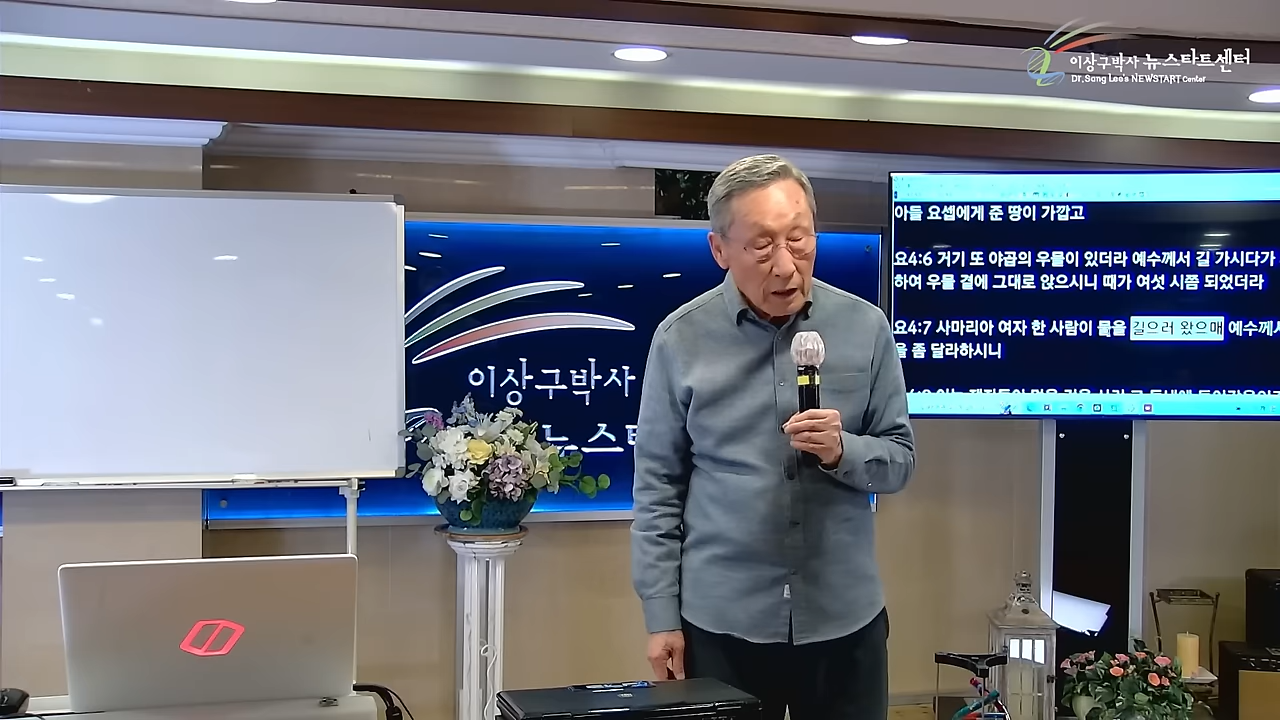 이상구박사 뉴스타트센터
Dr. Sang Lee's NEWSTART Center
아들 요셉에게 준 땅이 가깝고
요4:6 거기 또 야곱의 우물이 있더라 예수께서 길 가시다가
하여 우물 곁에 그대로 앉으시니 때가 여섯 시쯤 되었더라
요4:7 사마리아 여자 한 사람이 물을 길으러 왔으매 예수께서
을 좀 달라하시니
이상구박사
뉴스타